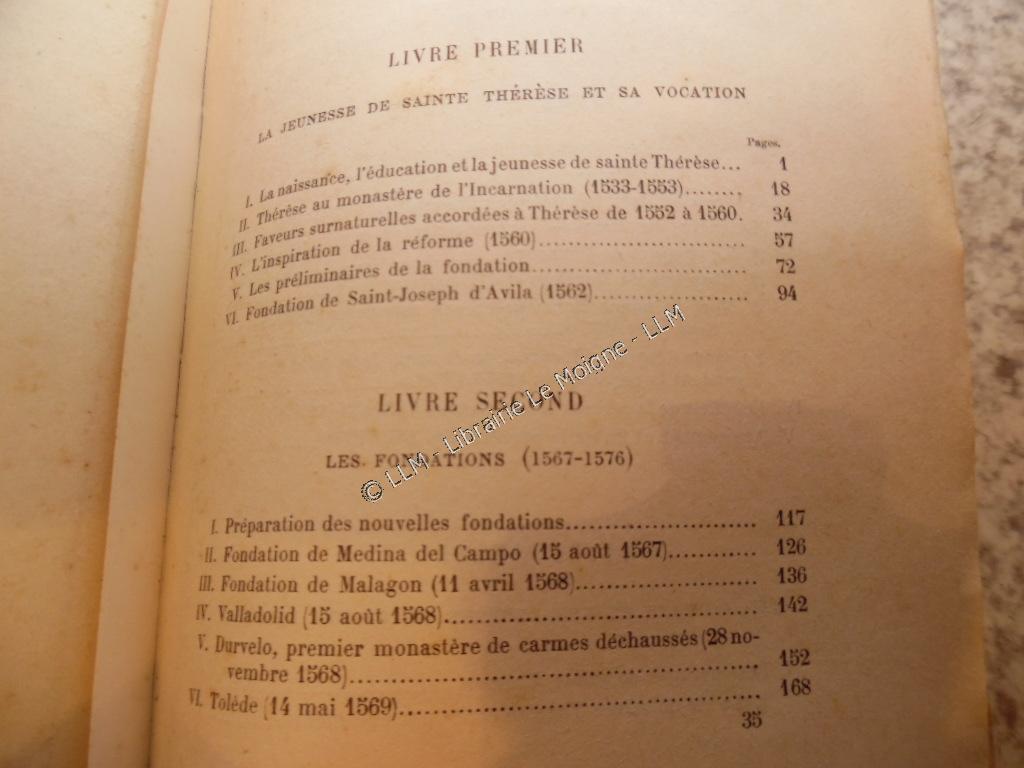 LIVRE PREMIER
LA JEUNESSE DE SAINTE THÉRÈSE ET SA VOCATION
Pages.
I. La naissance, l'éducation et la jeunesse de sainte Thérèse... 1
II. Thérèse au monastère de l'Incarnation (1533-1553)........ 18
III. Faveurs surnaturelles accordées à Thérèse de 1552 à 1560. 34
IV. L'inspiration de la réforme (1560)............................. 57
V. Les préliminaires de la fondation.............................. 72
VI. Fondation de Saint-Joseph d'Avila (1562)..................... 94
© LLM - Librairie Le Moigne - LLM
LIVRE SECOND
LES FONDATIONS (1567-1576)
I. Préparation des nouvelles fondations.......................... 117
II. Fondation de Medina del Campo (15 août 1567)............ 126
III. Fondation de Malagon (11 avril 1568)........................ 136
IV. Valladolid (15 août 1568)........................................ 142
V. Durvelo, premier monastère de carmes déchaussés (28 no-
vembre 1568)...................................................... 152
VI. Tolède (14 mai 1569)............................................. 168
35